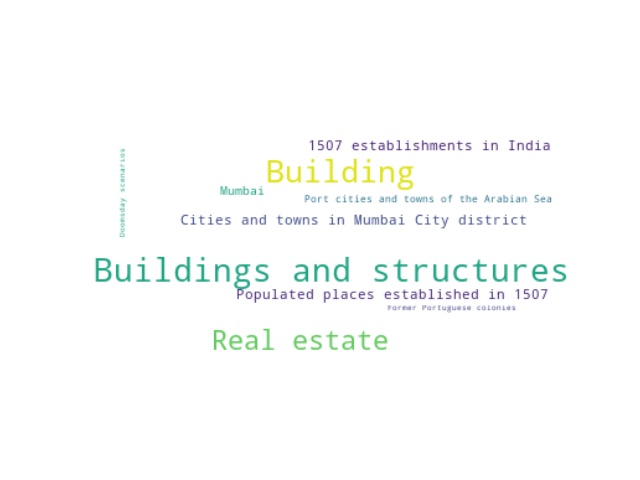 1507 establishments in India
Doomsday scenarios
Building
Mumbai
Port cities and towns of the Arabian Sea
Cities and towns in Mumbai City district
Buildings and structures
Populated places established in 1507
Former Portuguese colonies
Real estate